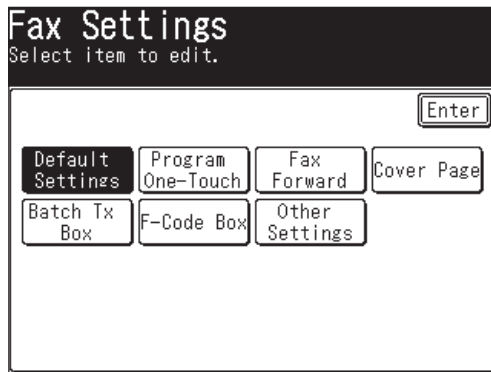 Fax Settings
Select item to edit.
Enter
Default Settings
Program One-Touch
Fax Forward
Cover Page
Batch Tx Box
F-Code Box
Other Settings